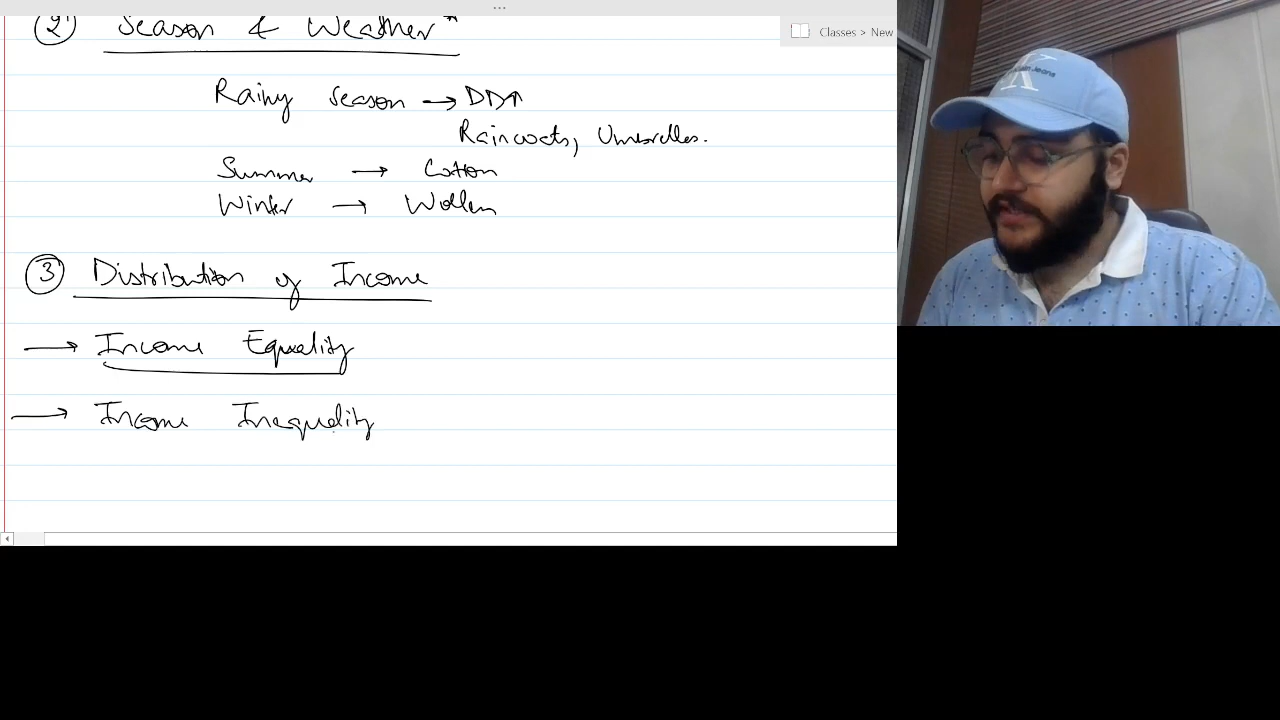 ② Season & Weather*
Classes > New
Rainy Season → DD↑
Raincoats, Umbrellas.
Summer → Cotton
Winter → Wollen
③ Distribution of Income
→ Income Equality
→ Income Inequality